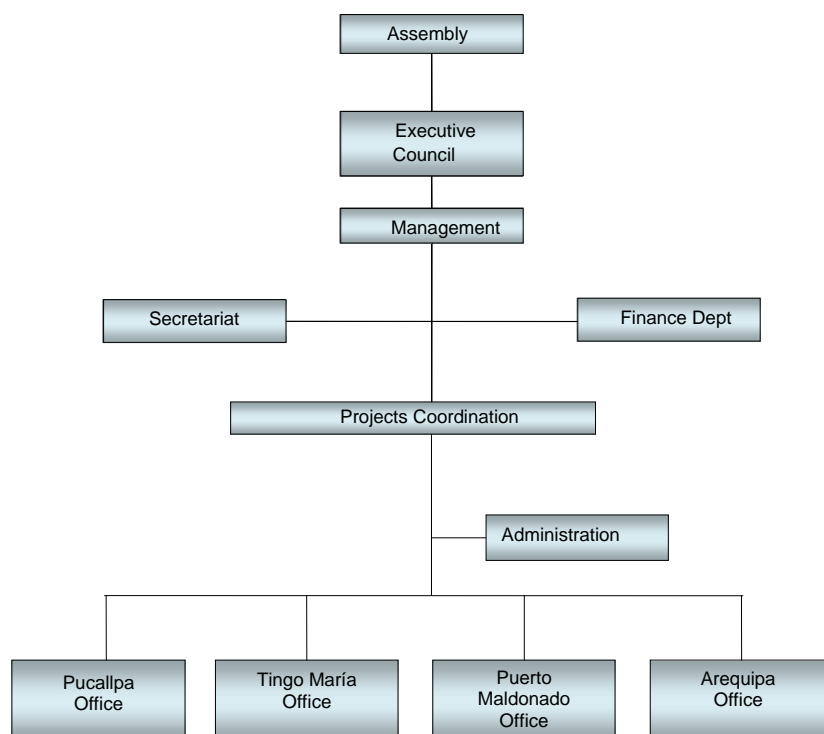 Assembly
Executive
Council
Management
Secretariat
Finance Dept
Projects Coordination
Administration
Pucallpa
Office
Tingo María
Office
Puerto
Maldonado
Office
Arequipa
Office